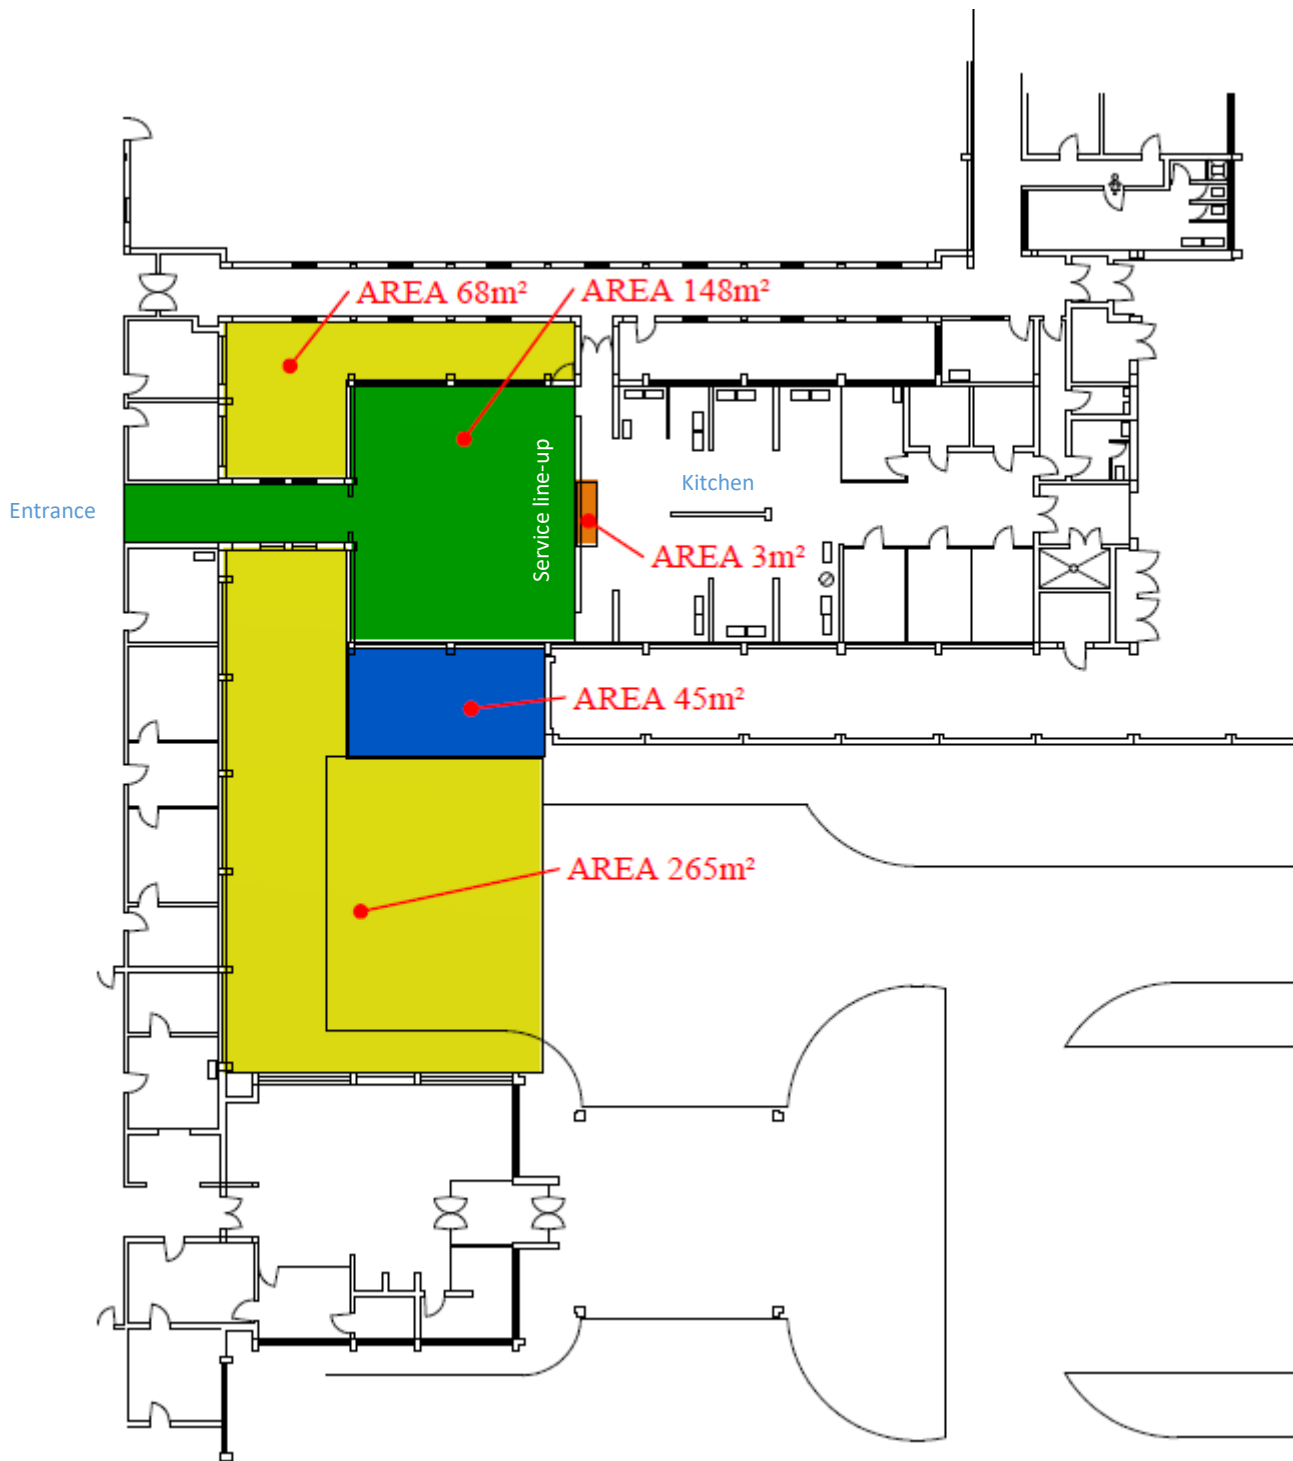 AREA 68m²
AREA 148m²
Service line-up
Kitchen
Entrance
AREA 3m²
AREA 45m²
AREA 265m²